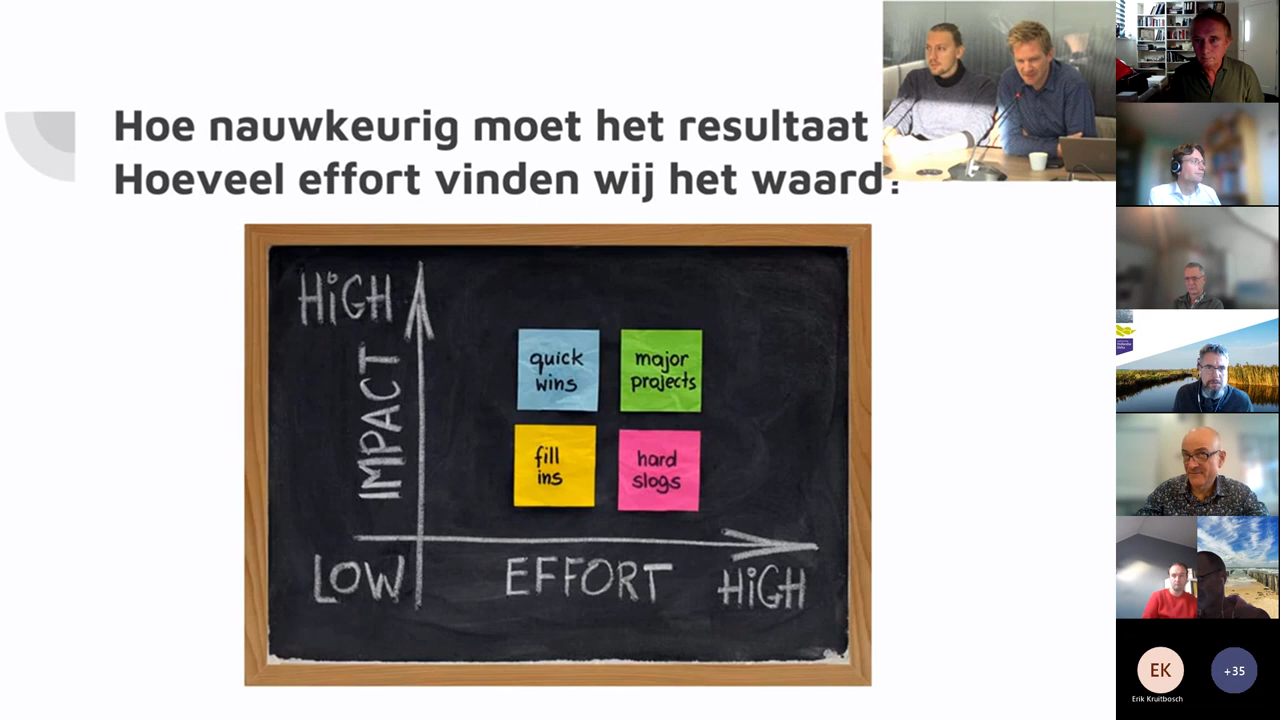 Hoe nauwkeurig moet het resultaat
Hoeveel effort vinden wij het waard?
HiGH
IMPACT
LOW
EFFORT
HiGH
quick
wins
major
projects
fill
ins
hard
slogs
EK
Erik Kruitbosch
+35